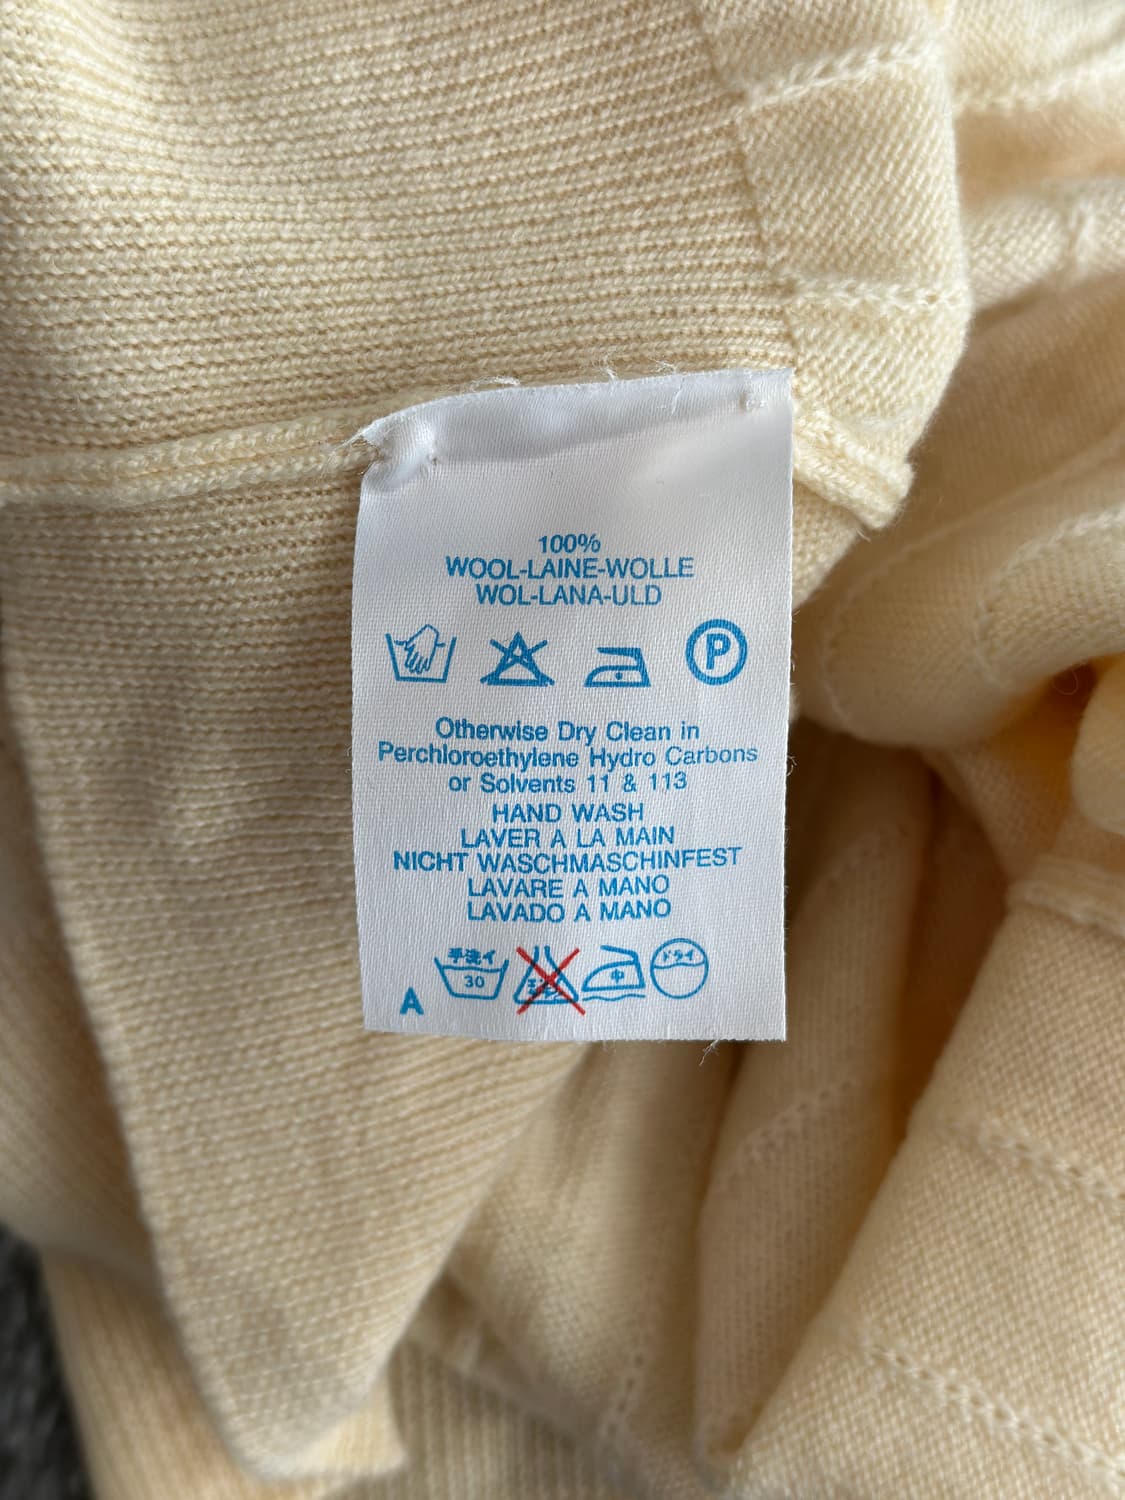 100%
WOOL-LAINE-WOLLE
WOL-LANA-ULD
P
Otherwise Dry Clean in
Perchloroethylene Hydro Carbons
or Solvents 11 & 113
HAND WASH
LAVER A LA MAIN
NICHT WASCHMASCHINFEST
LAVARE A MANO
LAVADO A MANO
手洗イ
30
中
ドライ
A